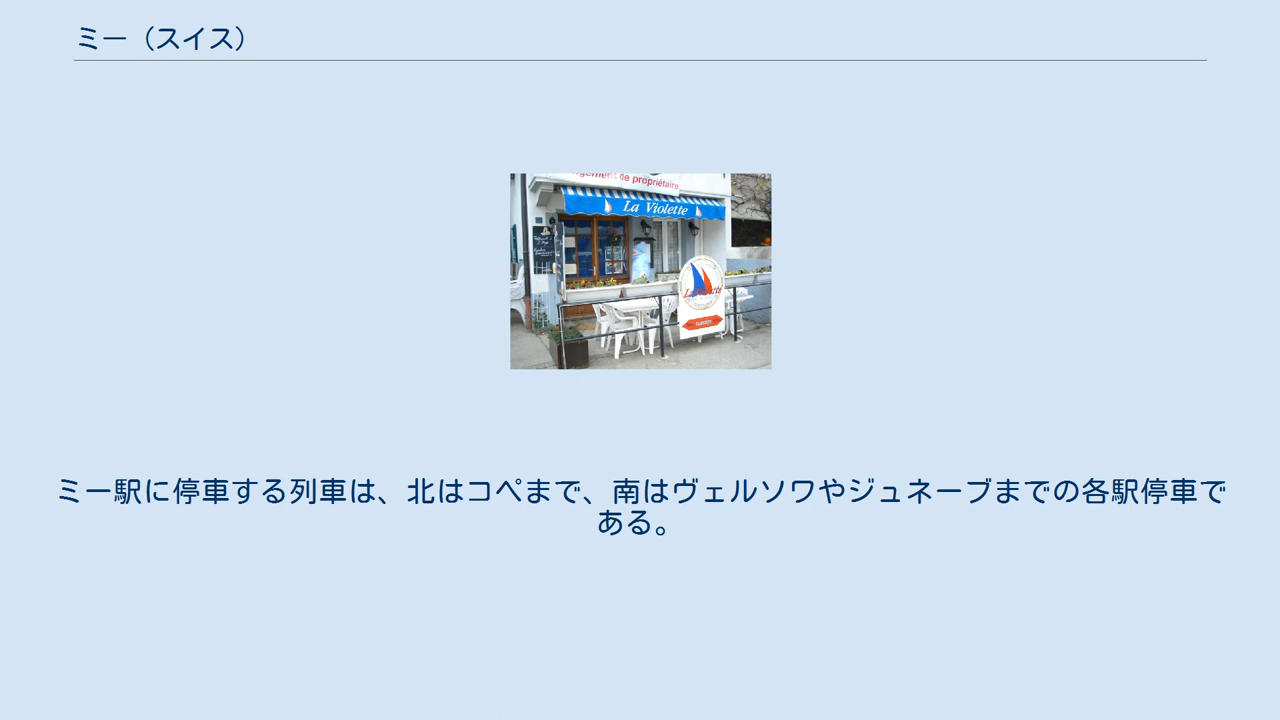 ミー（スイス）
gement de propriétaire
La Violette
ミー駅に停車する列車は、北はコペまで、南はヴェルソワやジュネーブまでの各駅停車で
ある。